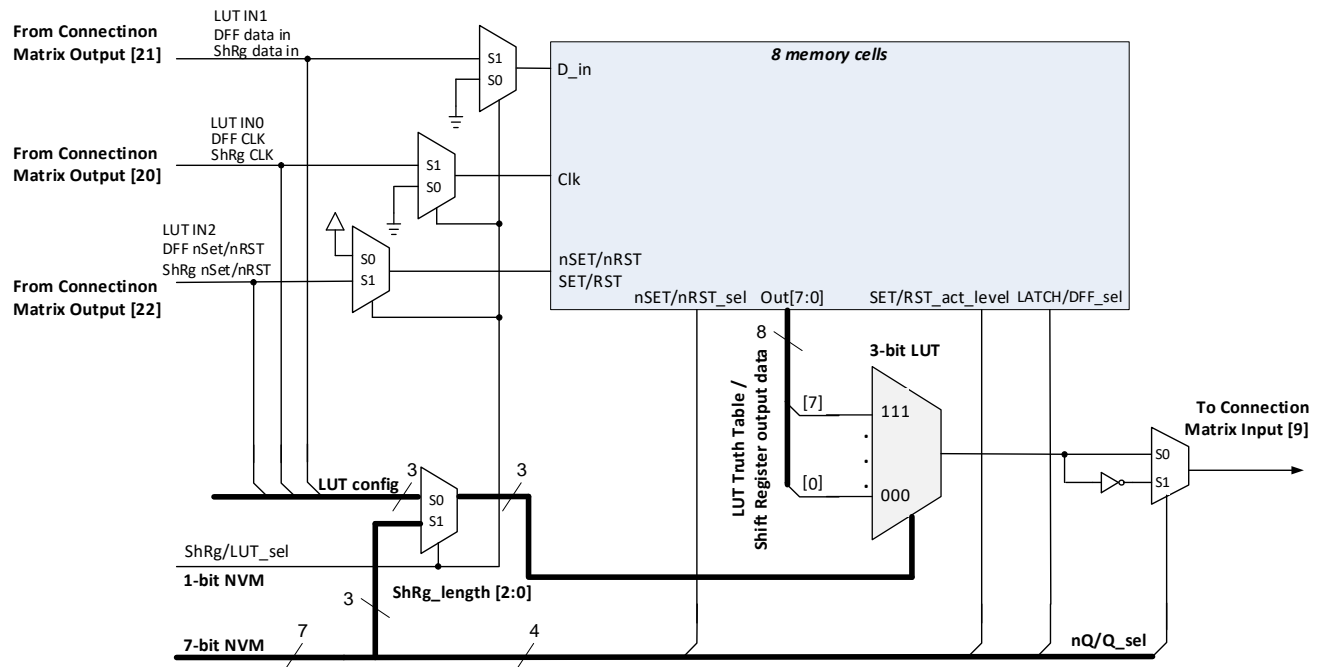 From Connectinon
Matrix Output [21]
LUT IN1
DFF data in
ShRg data in
S1
S0
D_in
8 memory cells
From Connectinon
Matrix Output [20]
LUT IN0
DFF CLK
ShRg CLK
S1
S0
Clk
From Connectinon
Matrix Output [22]
LUT IN2
DFF nSet/nRST
ShRg nSet/nRST
S0
S1
nSET/nRST
SET/RST
nSET/nRST_sel
Out[7:0]
SET/RST_act_level
LATCH/DFF_sel
8
LUT Truth Table /
Shift Register output data
3-bit LUT
[7]
111
[0]
000
S0
S1
To Connection
Matrix Input [9]
LUT config
3
S0
S1
3
ShRg/LUT_sel
1-bit NVM
ShRg_length [2:0]
3
7-bit NVM
7
4
nQ/Q_sel